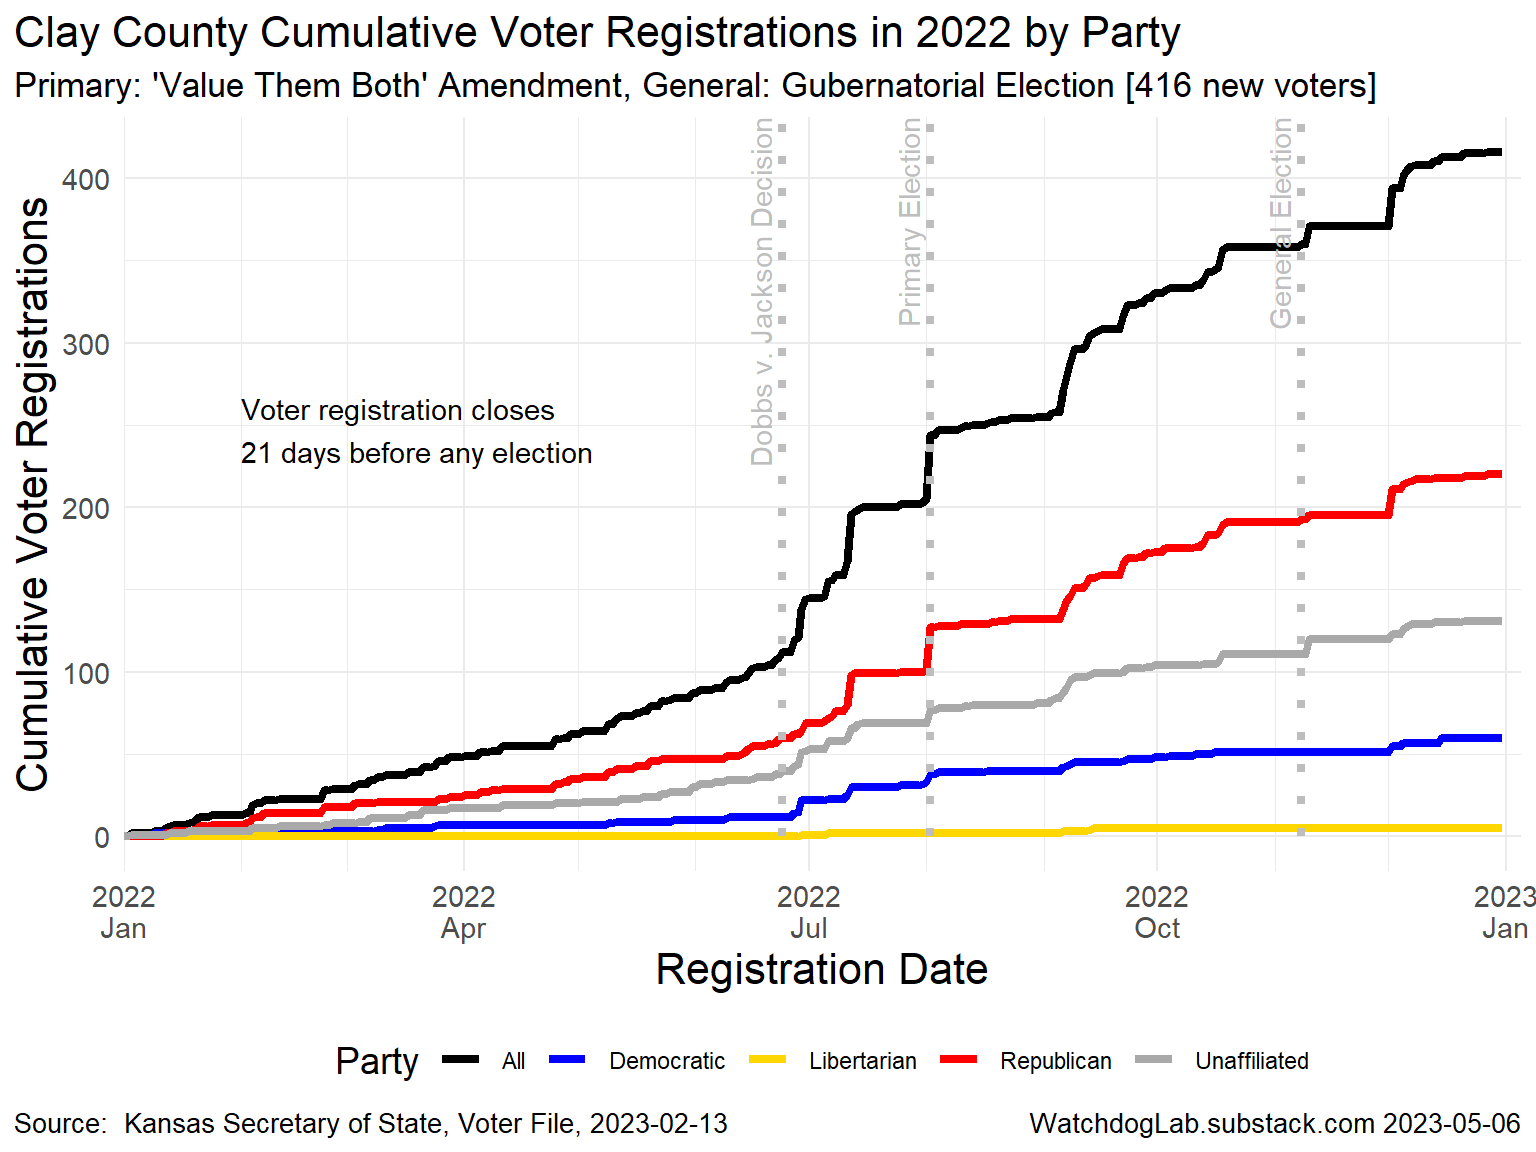 Clay County Cumulative Voter Registrations in 2022 by Party
Primary: 'Value Them Both' Amendment, General: Gubernatorial Election [416 new voters]
Cumulative Voter Registrations
400
300
200
100
0
Dobbs v. Jackson Decision
Primary Election
General Election
Voter registration closes
21 days before any election
2022
Jan
2022
Apr
2022
Jul
2022
Oct
2023
Jan
Registration Date
Party
All
Democratic
Libertarian
Republican
Unaffiliated
Source:  Kansas Secretary of State, Voter File, 2023-02-13
WatchdogLab.substack.com 2023-05-06